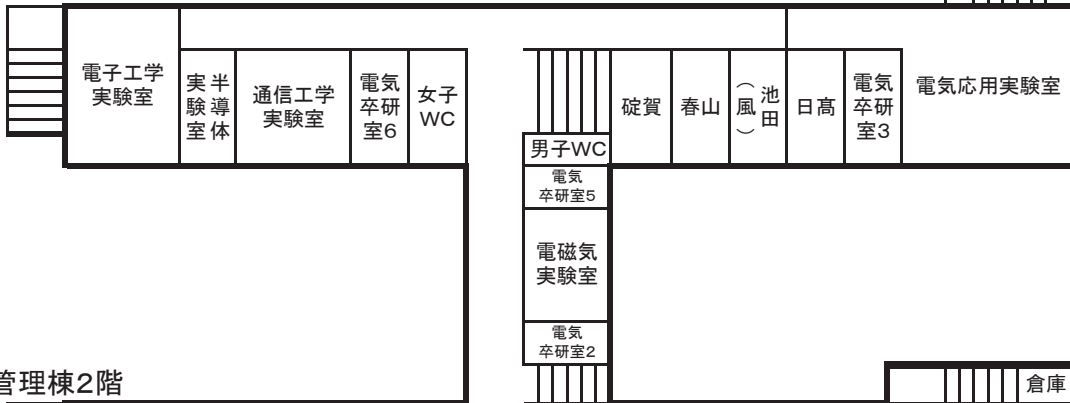 電子工学
実験室
半導体
実験室
通信工学
実験室
電気
卒研
室6
女子
WC
碇賀
春山
池田
（風）
日髙
電気
卒研
室3
電気応用実験室
男子WC
電気
卒研室5
電磁気
実験室
電気
卒研室2
管理棟2階
倉庫